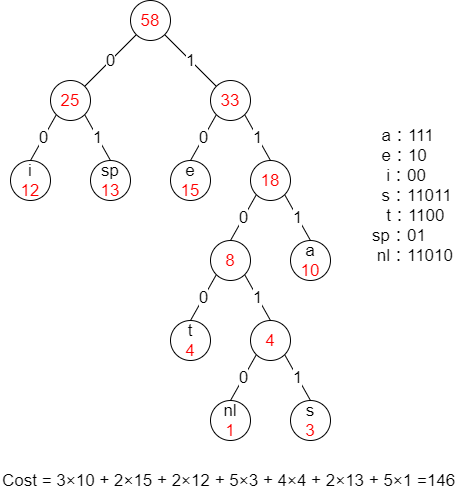 58
0 1
25 33
0 1 0 1
i sp e 18
12 13 15
0 1
8 a
10
0 1
t 4
4
0 1
nl s
1 3
a : 111
e : 10
i : 00
s : 11011
t : 1100
sp : 01
nl : 11010
Cost = 3×10 + 2×15 + 2×12 + 5×3 + 4×4 + 2×13 + 5×1 =146